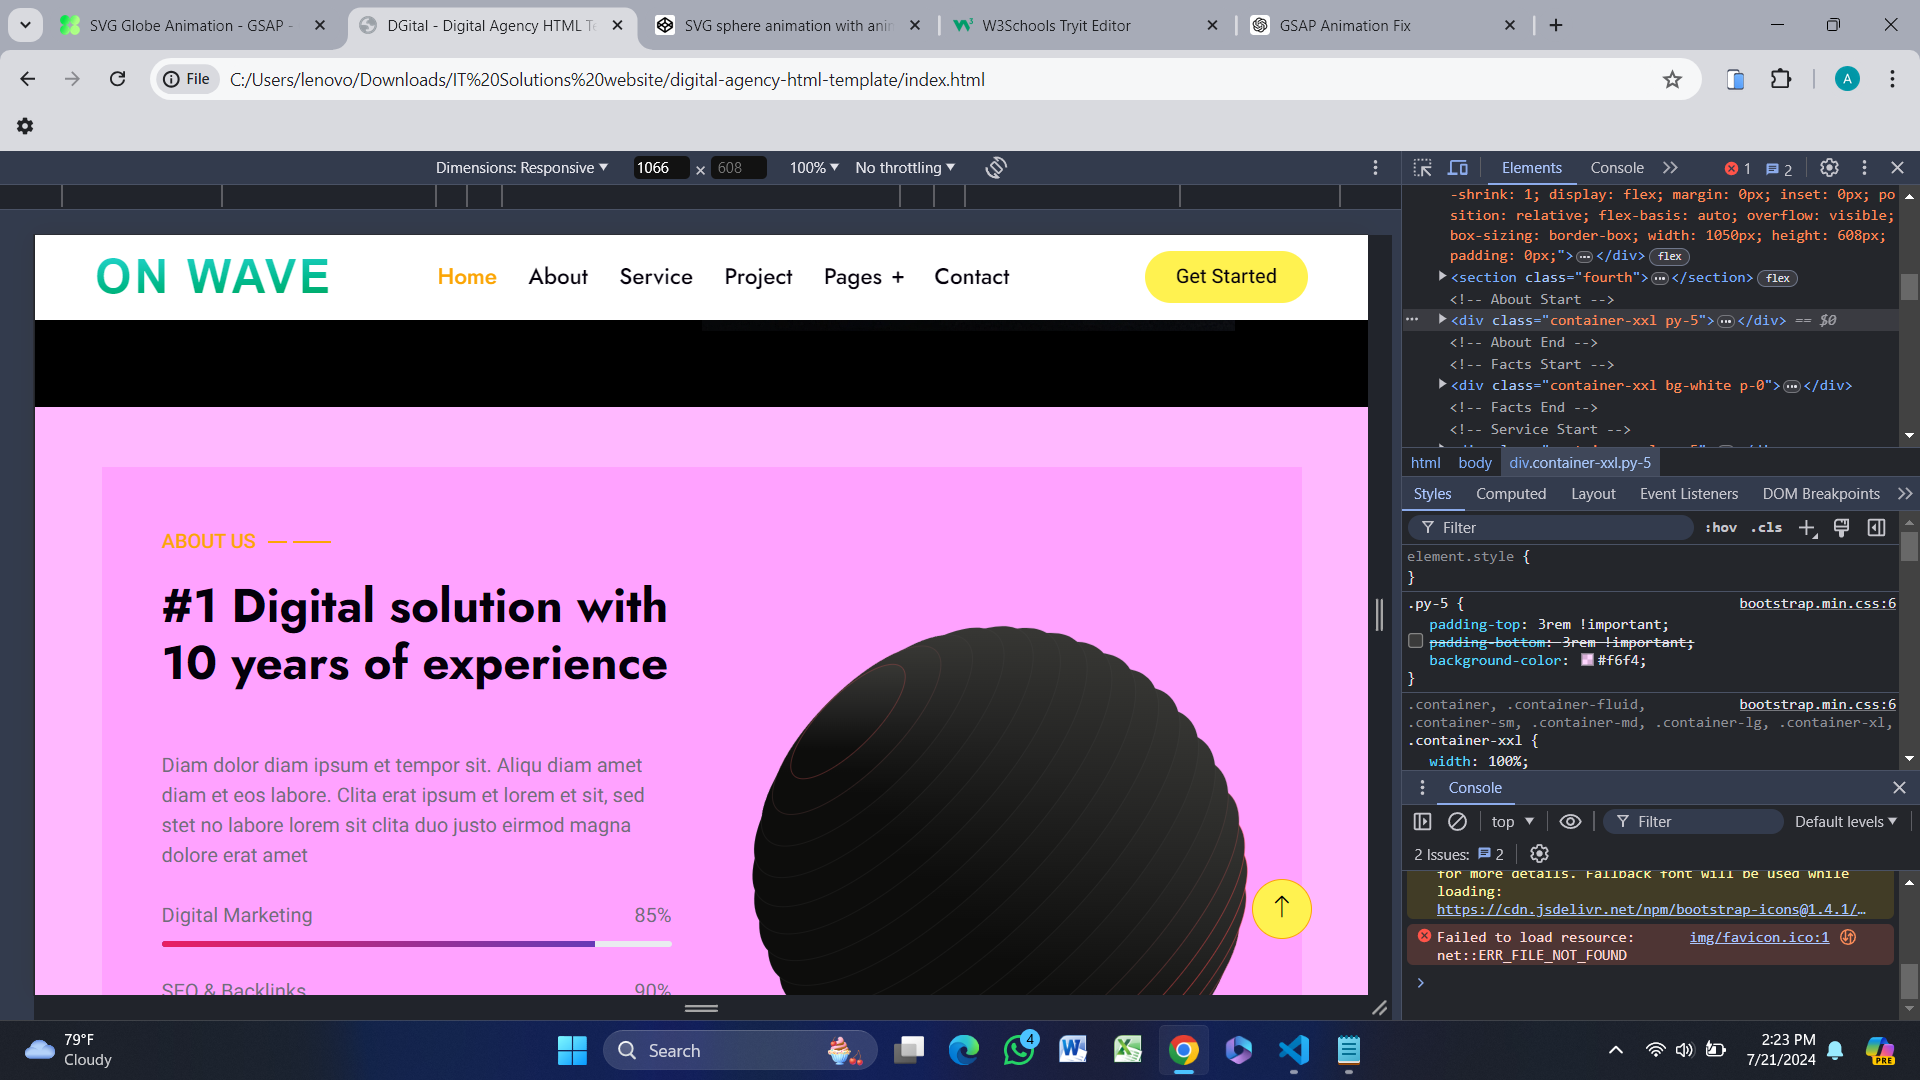 SVG Globe Animation - GSAP -
DGital - Digital Agency HTML Te
SVG sphere animation with anim
W3Schools Tryit Editor
GSAP Animation Fix
File
C:/Users/lenovo/Downloads/IT%20Solutions%20website/digital-agency-html-template/index.html
A
Dimensions: Responsive
1066
×
608
100%
No throttling
Elements
Console
1
2
ON WAVE
Home
About
Service
Project
Pages +
Contact
Get Started
ABOUT US
#1 Digital solution with
10 years of experience
Diam dolor diam ipsum et tempor sit. Aliqu diam amet
diam et eos labore. Clita erat ipsum et lorem et sit, sed
stet no labore lorem sit clita duo justo eirmod magna
dolore erat amet
Digital Marketing
85%
SEO & Backlinks
90%
-shrink: 1; display: flex; margin: 0px; inset: 0px; po
sition: relative; flex-basis: auto; overflow: visible;
box-sizing: border-box; width: 1050px; height: 608px;
padding: 0px;">…</div> flex
<section class="fourth">…</section> flex
<!-- About Start -->
<div class="container-xxl py-5">…</div> == $0
<!-- About End -->
<!-- Facts Start -->
<div class="container-xxl bg-white p-0">…</div>
<!-- Facts End -->
<!-- Service Start -->
html
body
div.container-xxl.py-5
Styles
Computed
Layout
Event Listeners
DOM Breakpoints
Filter
:hov
.cls
element.style {
}
.py-5 {
bootstrap.min.css:6
padding-top: 3rem !important;
padding-bottom: 3rem !important;
background-color: #f6f4;
}
.container, .container-fluid,
bootstrap.min.css:6
.container-sm, .container-md, .container-lg, .container-xl,
.container-xxl {
width: 100%;
Console
top
Filter
Default levels
2 Issues:
2
for more details. Fallback font will be used while
loading:
https://cdn.jsdelivr.net/npm/bootstrap-icons@1.4.1/…
Failed to load resource:
img/favicon.ico:1
net::ERR_FILE_NOT_FOUND
79°F
Cloudy
Search
4
2:23 PM
7/21/2024
PRE